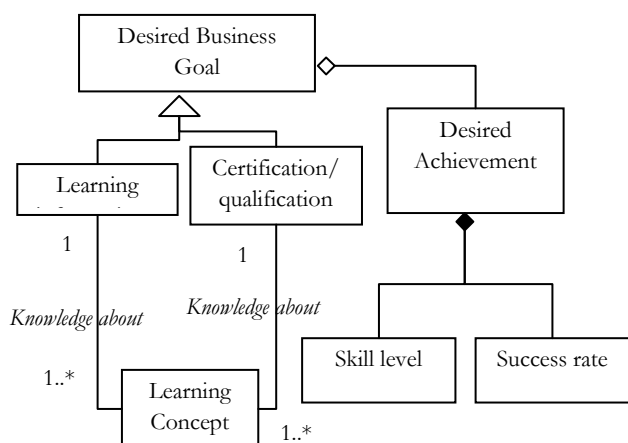 Desired Business
Goal
Desired
Achievement
Learning
Certification/
qualification
1
1
Knowledge about
Knowledge about
1..*
1..*
Learning
Concept
Skill level
Success rate